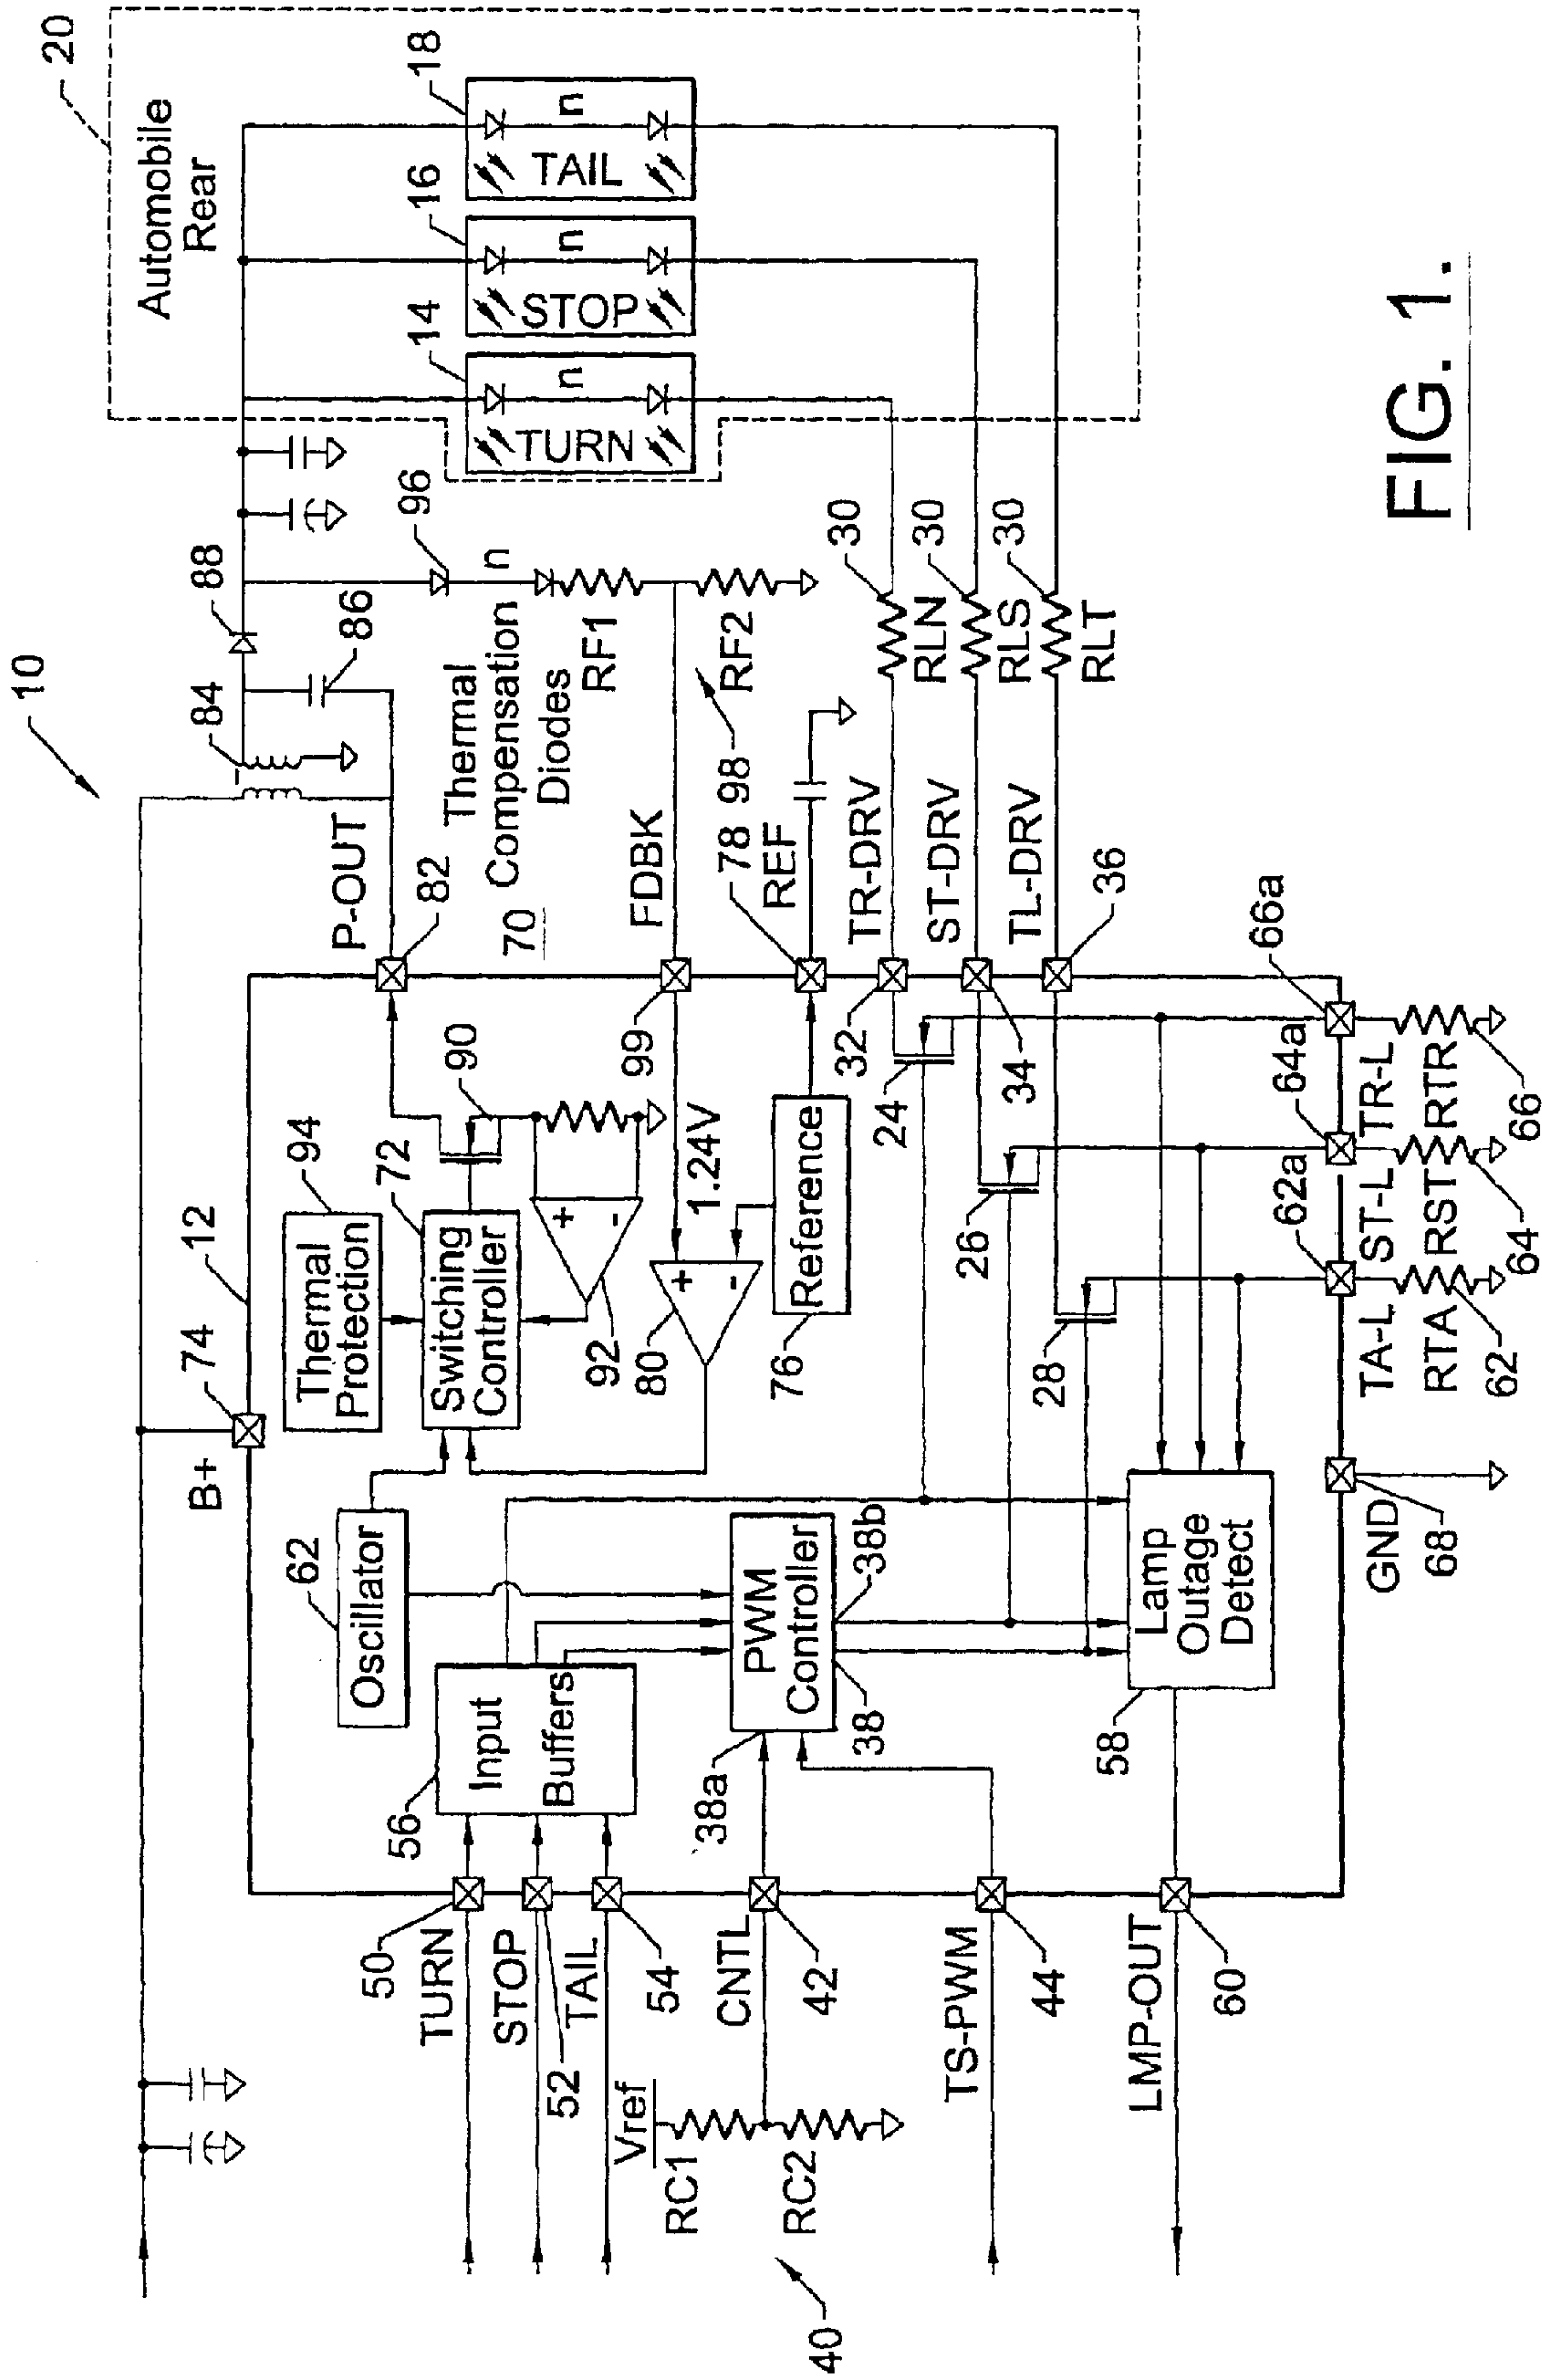 10
20
Automobile
Rear
B+
74
12
P-OUT
82
84
86
88
96
n
Thermal
Compensation
Diodes
70
RF1
RF2
98
FDBK
99
78
REF
14
TURN
n
16
STOP
n
18
TAIL
n
30
RLN
30
RLS
30
RLT
TR-DRV
ST-DRV
TL-DRV
32
34
36
Thermal
Protection
94
Switching
Controller
72
90
+
-
92
1.24V
+
-
80
Reference
76
24
26
28
62
Oscillator
Input
Buffers
56
PWM
Controller
38a
38
38b
Lamp
Outage
Detect
58
50
TURN
STOP
52
TAIL
54
CNTL
42
Vref
RC1
RC2
40
TS-PWM
44
LMP-OUT
60
GND
68
62a
TA-L
RTA
62
64a
ST-L
RST
64
66a
TR-L
RTR
66
FIG. 1.